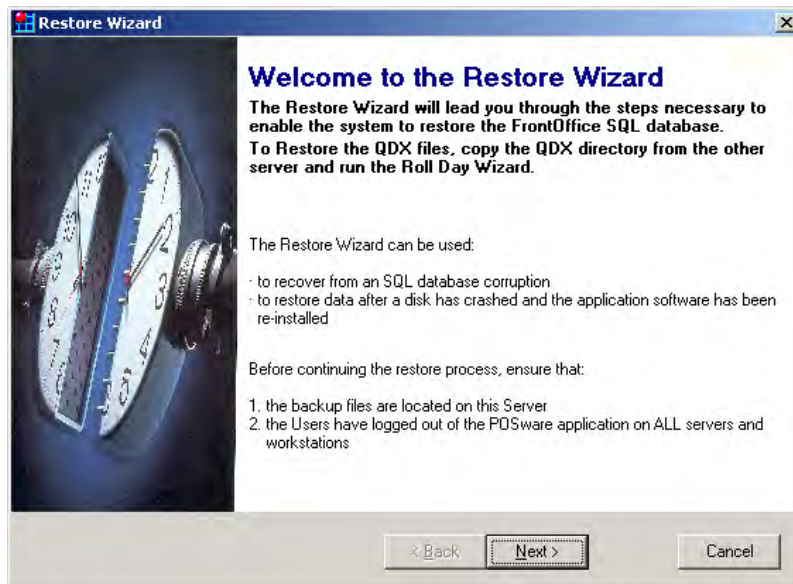 Restore Wizard
Welcome to the Restore Wizard
The Restore Wizard will lead you through the steps necessary to
enable the system to restore the FrontOffice SQL database.
To Restore the QDX files, copy the QDX directory from the other
server and run the Roll Day Wizard.
The Restore Wizard can be used:
· to recover from an SQL database corruption
· to restore data after a disk has crashed and the application software has been
re-installed
Before continuing the restore process, ensure that:
1. the backup files are located on this Server
2. the Users have logged out of the POSware application on ALL servers and
workstations
< Back
Next >
Cancel